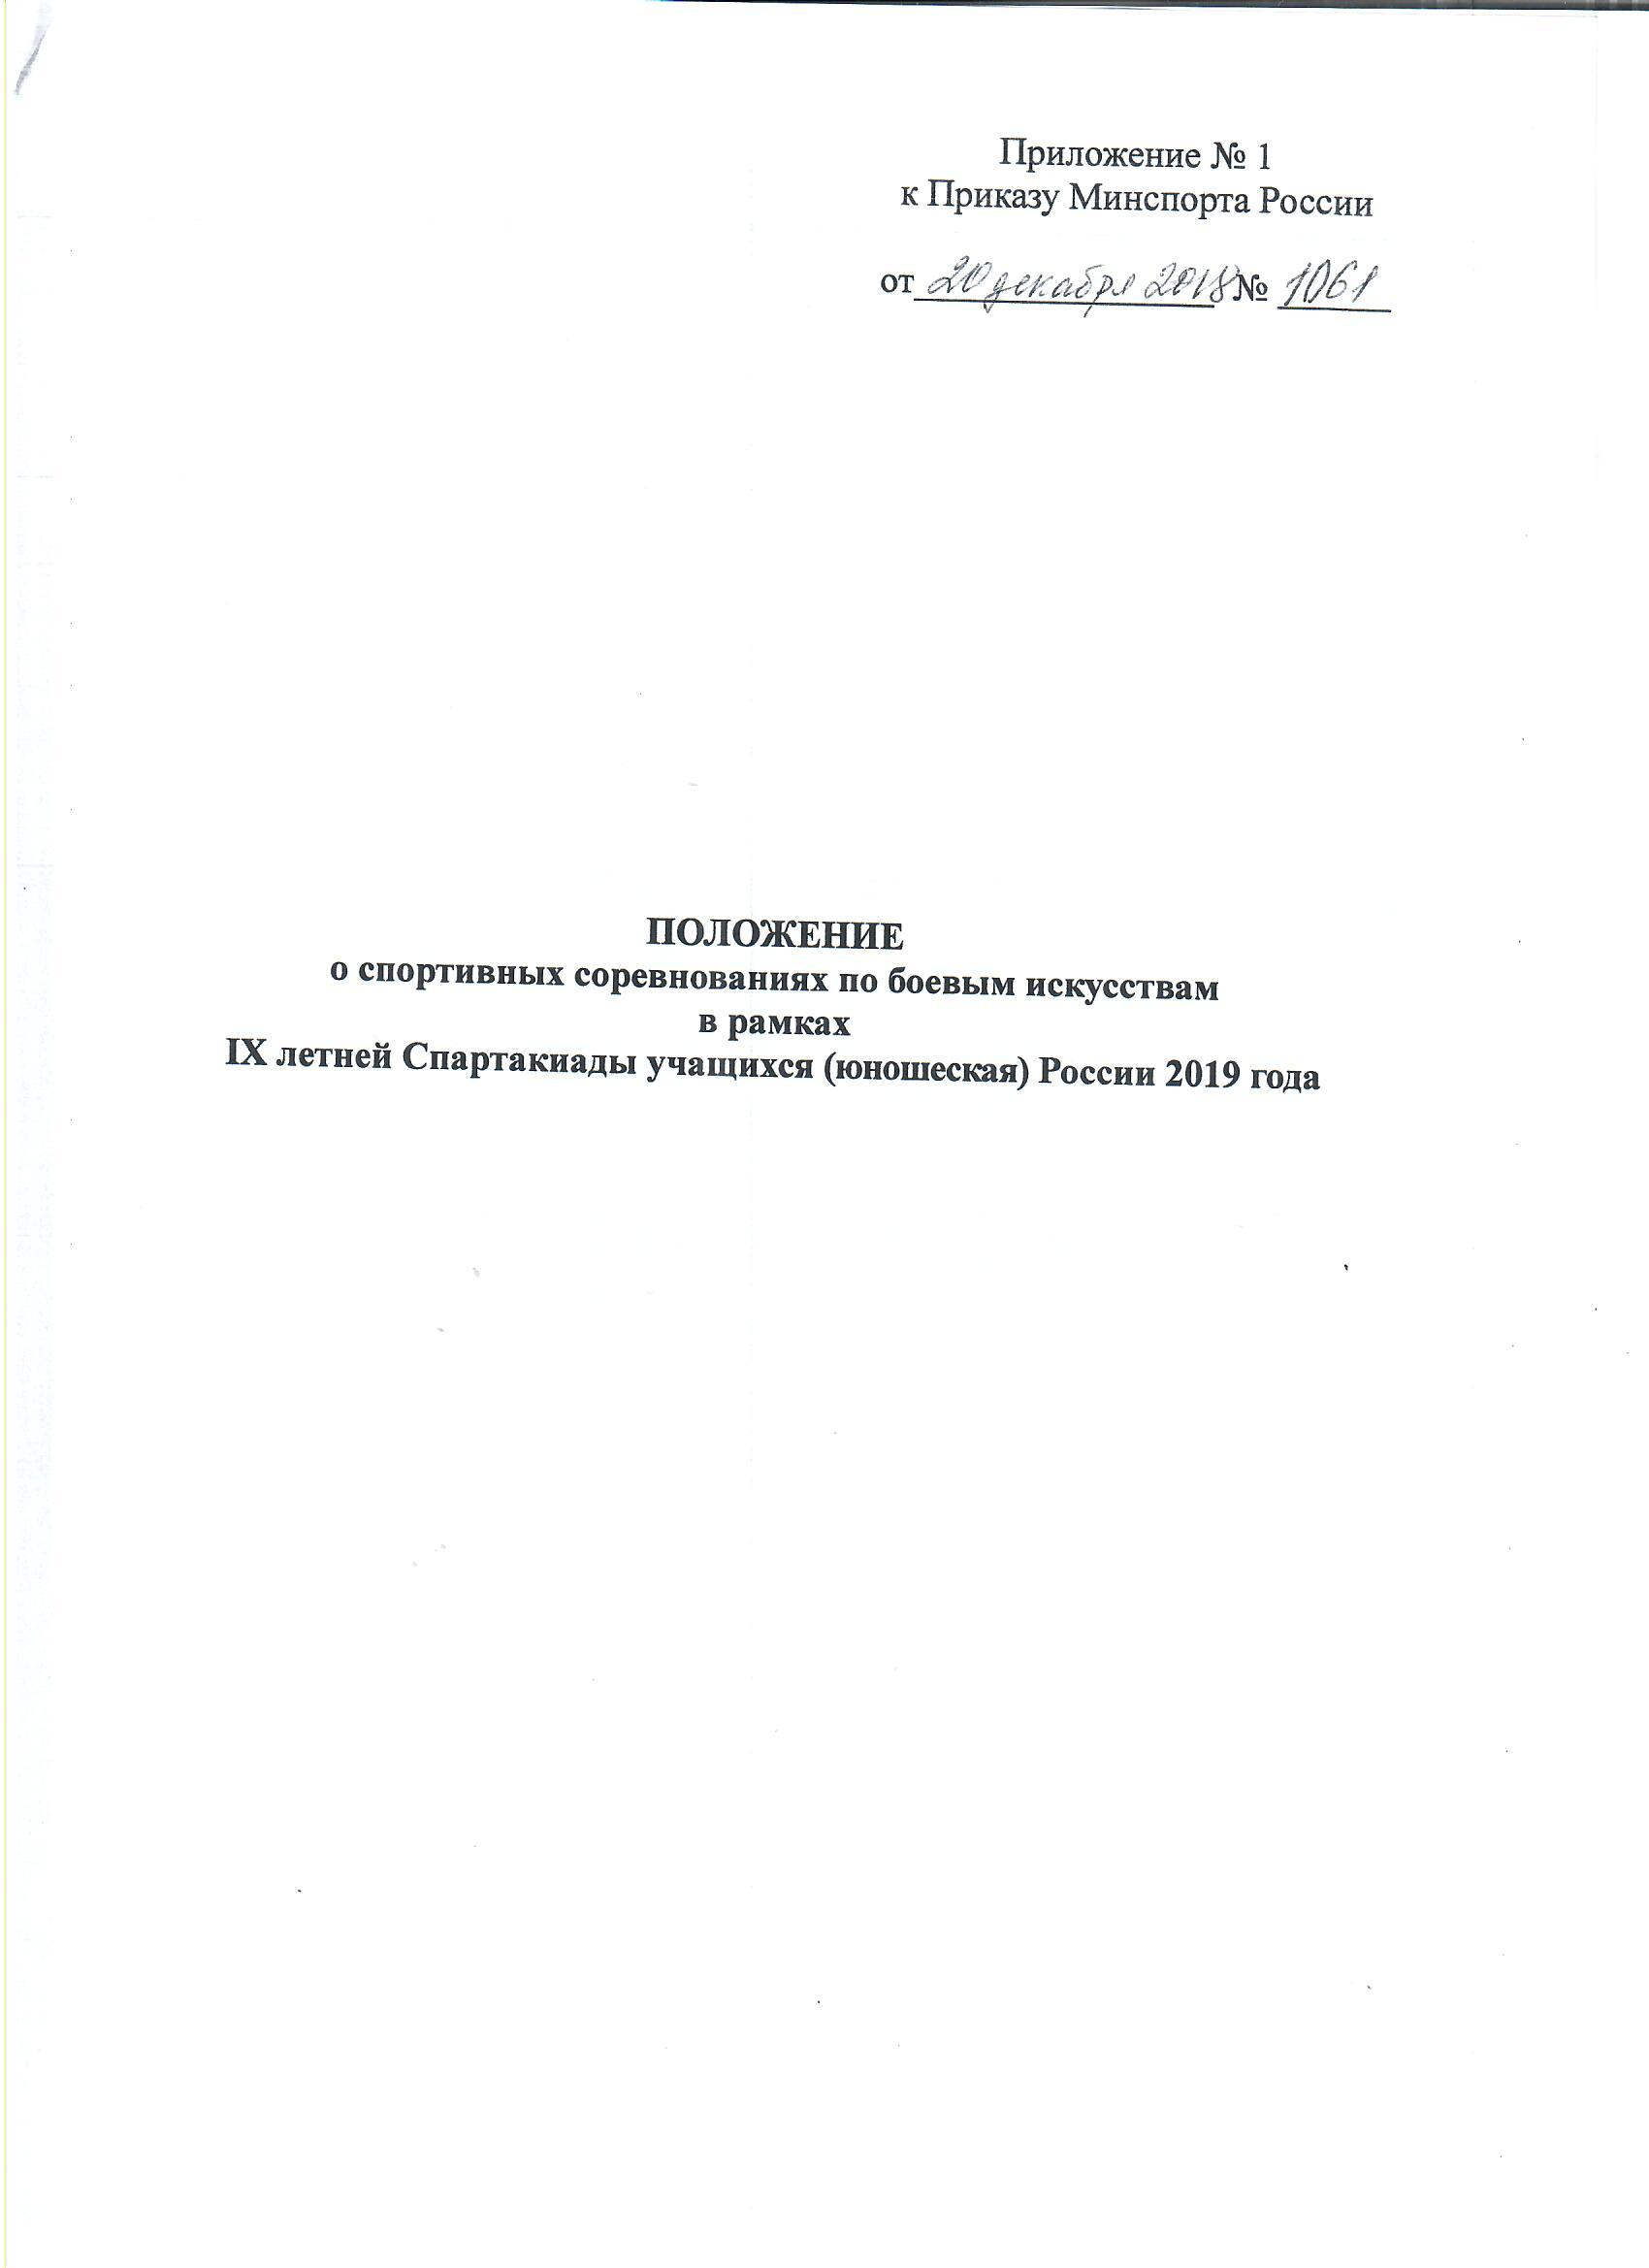 Приложение № 1
к Приказу Минспорта России
от 20 декабря 2018 № 1061
ПОЛОЖЕНИЕ
о спортивных соревнованиях по боевым искусствам
в рамках
IX летней Спартакиады учащихся (юношеская) России 2019 года